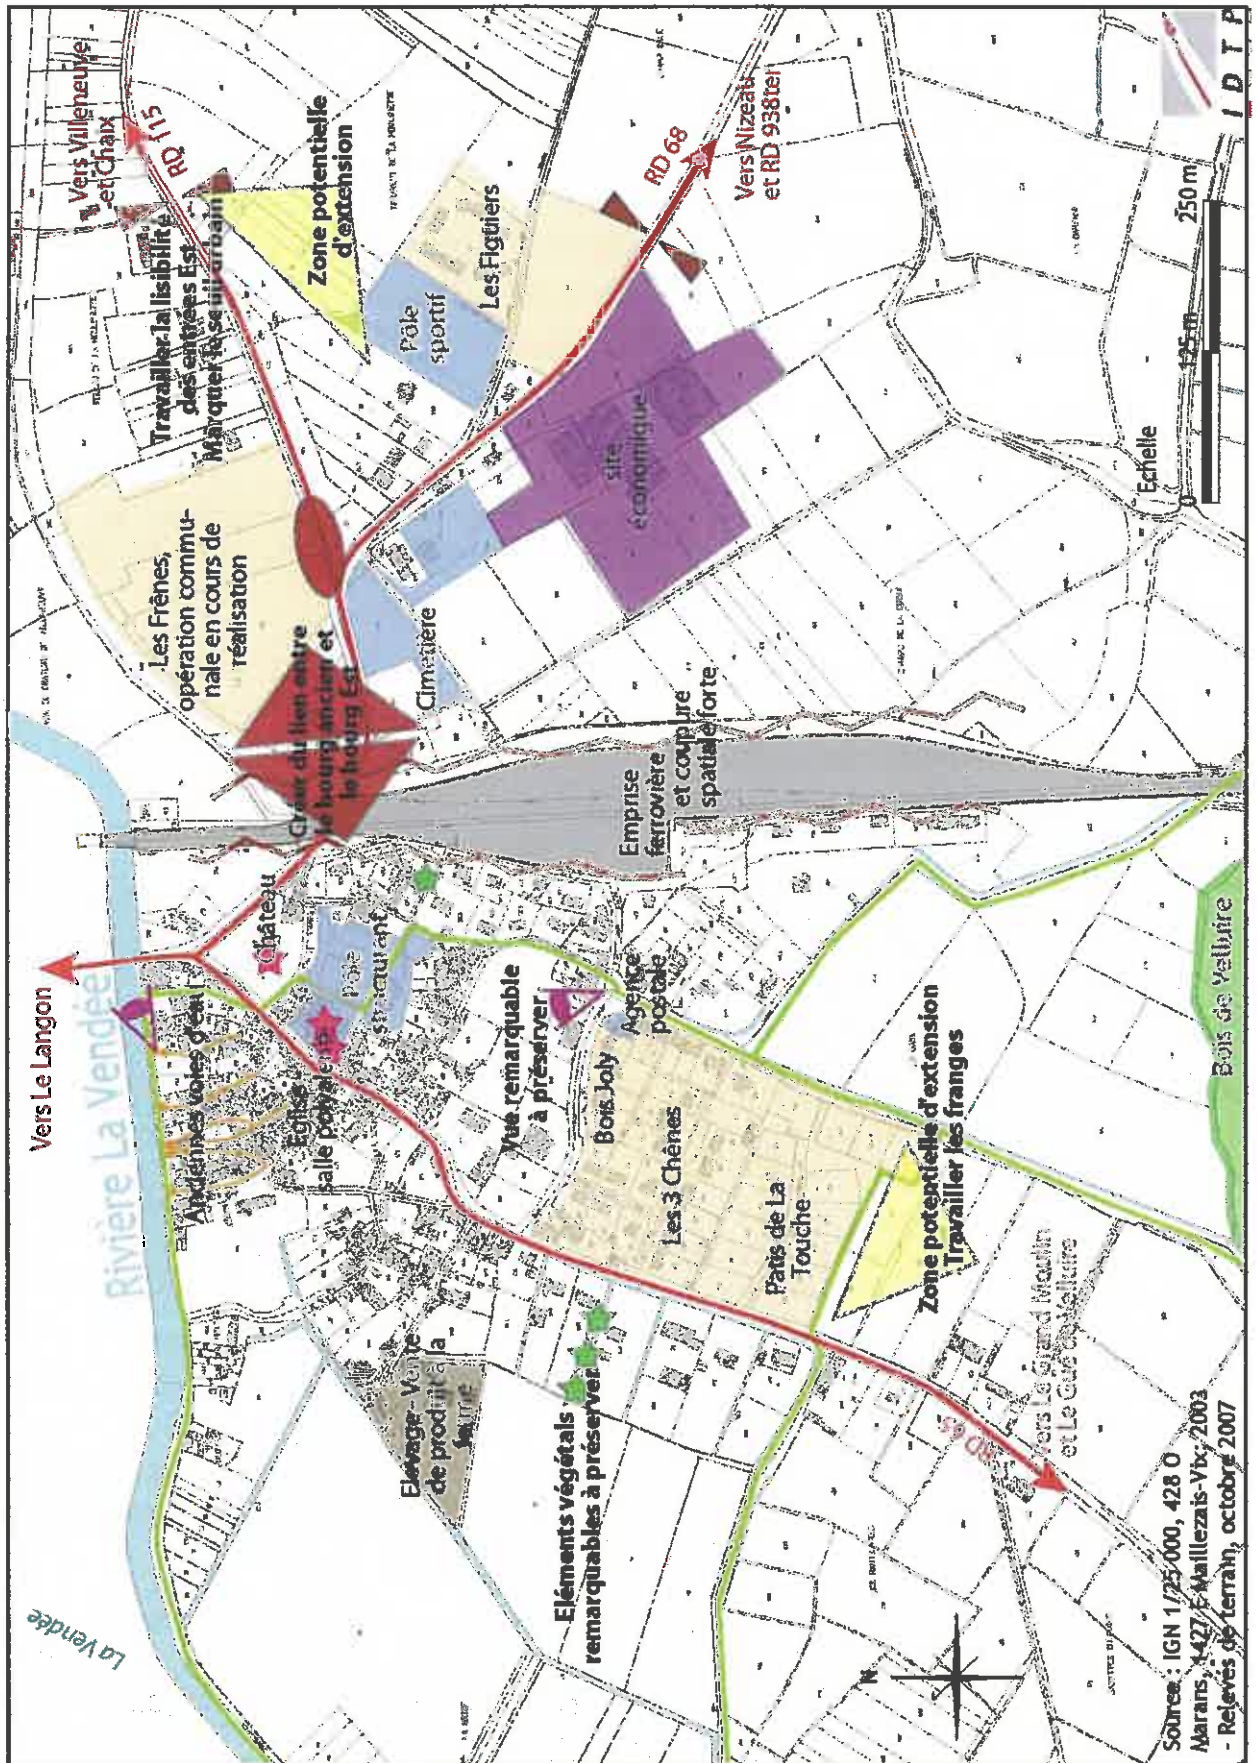 Vers Le Langon
Rivière La Vendée
La Vendée
Anciennes voies d'eau
Château
Eglise
salle polyvalente
Pôle
structurant
Vers Villeneuve
et Chaix
RD 115
Travailler la lisibilité
des entrées Est
Marquer le seuil urbain
Zone potentielle
d'extension
Les Frênes,
opération commu-
nale en cours de
réalisation
Créer du lien entre
le bourg ancien et
le bourg Est
Cimetière
Pôle
sportif
Les Figuiers
RD 68
Vers Nizeau
et RD 938ter
site
économique
Emprise
ferrovière
et coupure
spatiale forte
Vue remarquable
à préserver
Agence
postale
Bois Joly
Les 3 Chênes
Patis de La
Touche
Elevage - Vente
de produit à la
ferme
Eléments végétals
remarquables à préserver
Zone potentielle d'extension
Travailler les franges
RD 65
vers Le Grand Moulin
et Le Gué de Velluire
Bois de Velluire
N
Echelle
0 125 m 250 m
Source : IGN 1/25 000, 428 O
Marans, 1427 E Maillezais-Vix; 2003
- Relevés de terrain, octobre 2007
I D T P